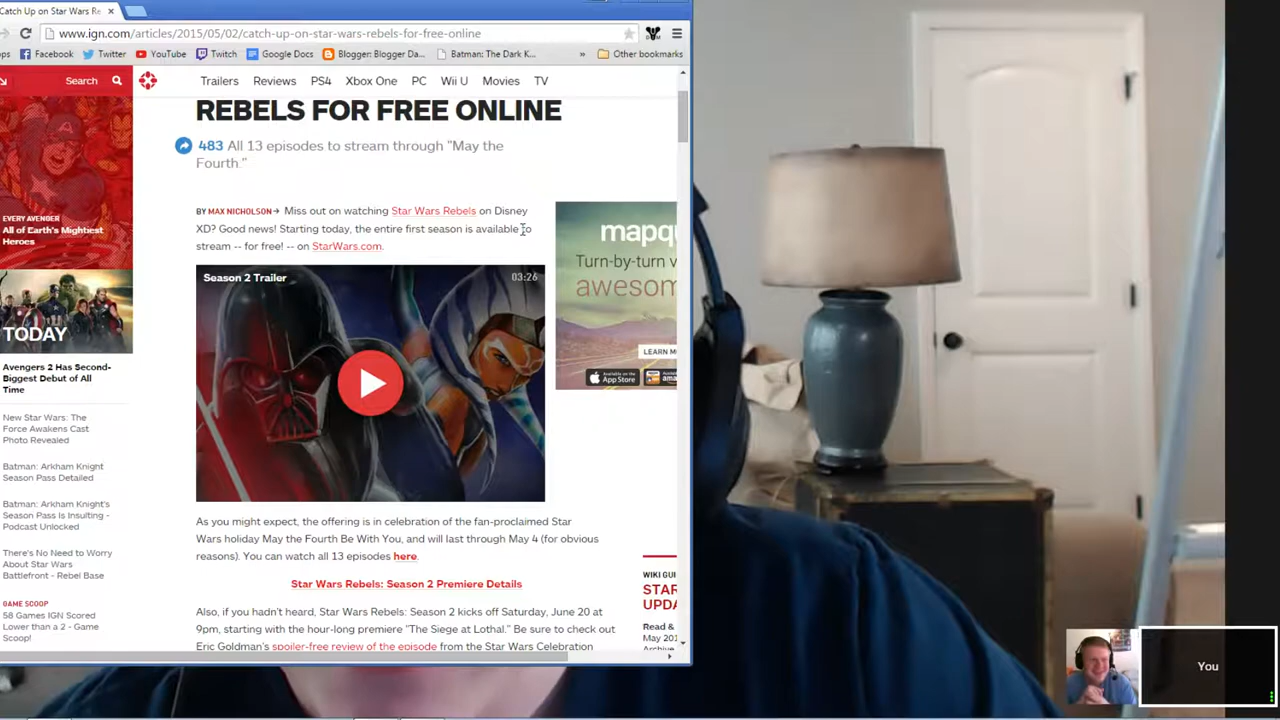 Catch Up on Star Wars Re
www.ign.com/articles/2015/05/02/catch-up-on-star-wars-rebels-for-free-online
Facebook Twitter YouTube Twitch Google Docs Blogger: Blogger Da... Batman: The Dark K... » Other bookmarks
Search Trailers Reviews PS4 Xbox One PC Wii U Movies TV
REBELS FOR FREE ONLINE
483 All 13 episodes to stream through "May the
Fourth."
BY MAX NICHOLSON Miss out on watching Star Wars Rebels on Disney
XD? Good news! Starting today, the entire first season is available to
stream -- for free! -- on StarWars.com.
Season 2 Trailer 03:26
As you might expect, the offering is in celebration of the fan-proclaimed Star
Wars holiday May the Fourth Be With You, and will last through May 4 (for obvious
reasons). You can watch all 13 episodes here.
Star Wars Rebels: Season 2 Premiere Details
Also, if you hadn't heard, Star Wars Rebels: Season 2 kicks off Saturday, June 20 at
9pm, starting with the hour-long premiere "The Siege at Lothal." Be sure to check out
Eric Goldman's spoiler-free review of the episode from the Star Wars Celebration
EVERY AVENGER
All of Earth's Mightiest
Heroes
TODAY
Avengers 2 Has Second-
Biggest Debut of All
Time
New Star Wars: The
Force Awakens Cast
Photo Revealed
Batman: Arkham Knight
Season Pass Detailed
Batman: Arkham Knight's
Season Pass Is Insulting -
Podcast Unlocked
There's No Need to Worry
About Star Wars
Battlefront - Rebel Base
GAME SCOOP
58 Games IGN Scored
Lower than a 2 - Game
Scoop!
mapqu
Turn-by-turn v
awesom
LEARN M
App Store
WIKI GUI
STAR
UPDA
Read &
May 201
You